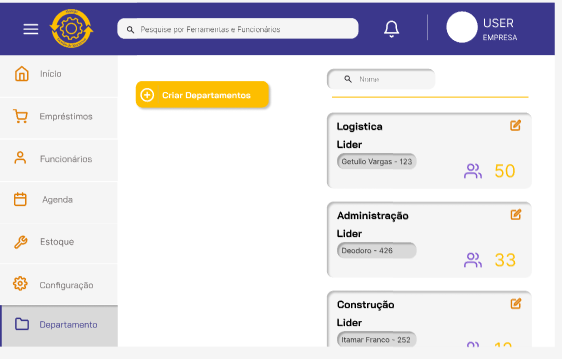 Pesquise por Ferramentas e Funcionários
USER
EMPRESA
Início
Empréstimos
Funcionários
Agenda
Estoque
Configuração
Departamento
Criar Departamentos
Nome
Logistica
Lider
Getulio Vargas - 123
50
Administração
Lider
Deodoro - 426
33
Construção
Lider
Itamar Franco - 252